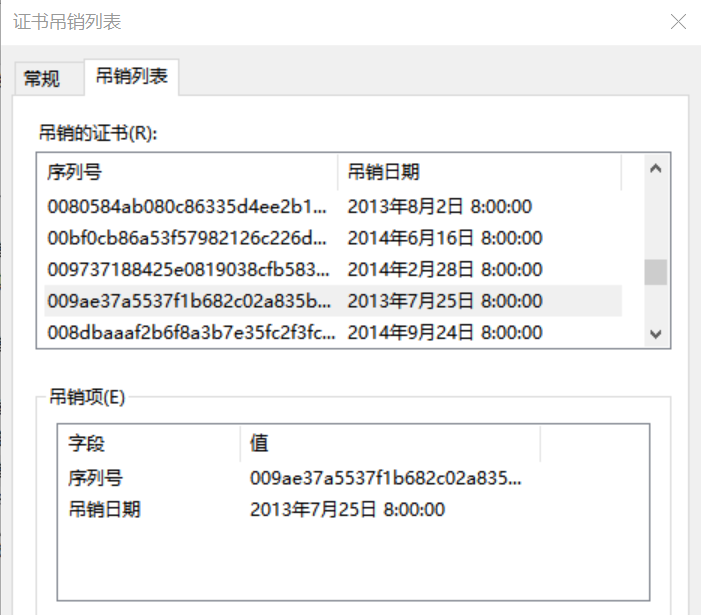 证书吊销列表
常规 吊销列表
吊销的证书(R):
序列号 吊销日期
0080584ab080c86335d4ee2b1... 2013年8月2日 8:00:00
00bf0cb86a53f57982126c226d... 2014年6月16日 8:00:00
009737188425e0819038cfb583... 2014年2月28日 8:00:00
009ae37a5537f1b682c02a835b... 2013年7月25日 8:00:00
008dbaaaf2b6f8a3b7e35fc2f3fc... 2014年9月24日 8:00:00
吊销项(E)
字段 值
序列号 009ae37a5537f1b682c02a835...
吊销日期 2013年7月25日 8:00:00